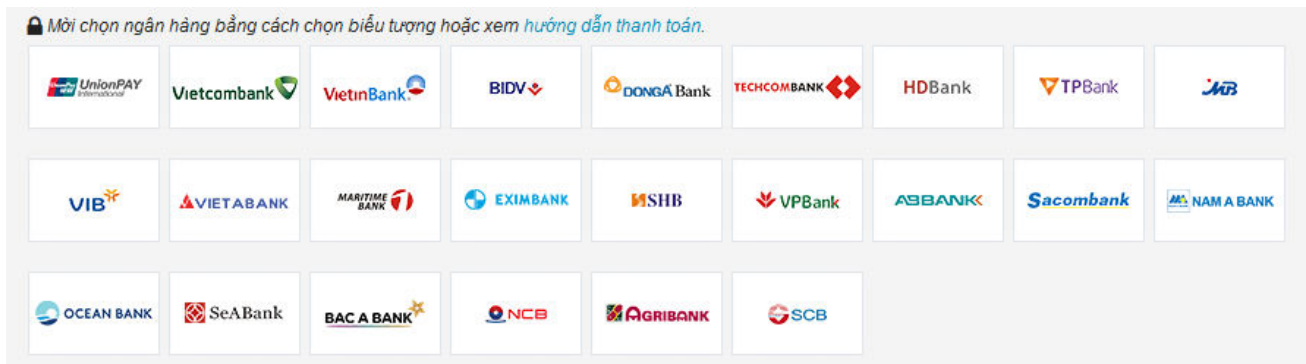 Mời chọn ngân hàng bằng cách chọn biểu tượng hoặc xem hướng dẫn thanh toán.
UnionPAY International Vietcombank VietinBank BIDV DONGA Bank TECHCOMBANK HDBank TPBank MB
VIB VIETABANK MARITIME BANK EXIMBANK SHB VPBank ABBANK Sacombank NAM A BANK
OCEAN BANK SeABank BAC A BANK NCB AGRIBANK SCB